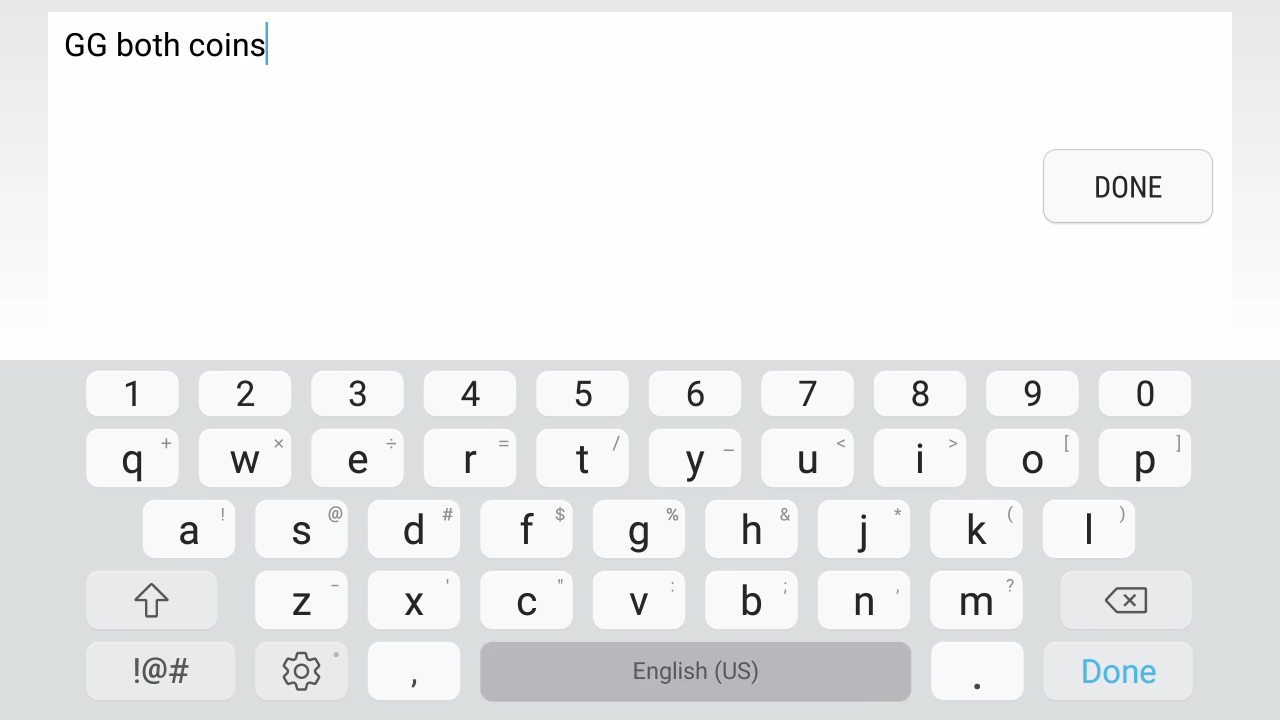 GG both coins
DONE
1 2 3 4 5 6 7 8 9 0
q + w × e ÷ r = t / y _ u < i > o [ p ]
a ! s @ d # f $ g % h & j * k ( l )
z - x ' c " v : b ; n , m ?
!@# , English (US) . Done